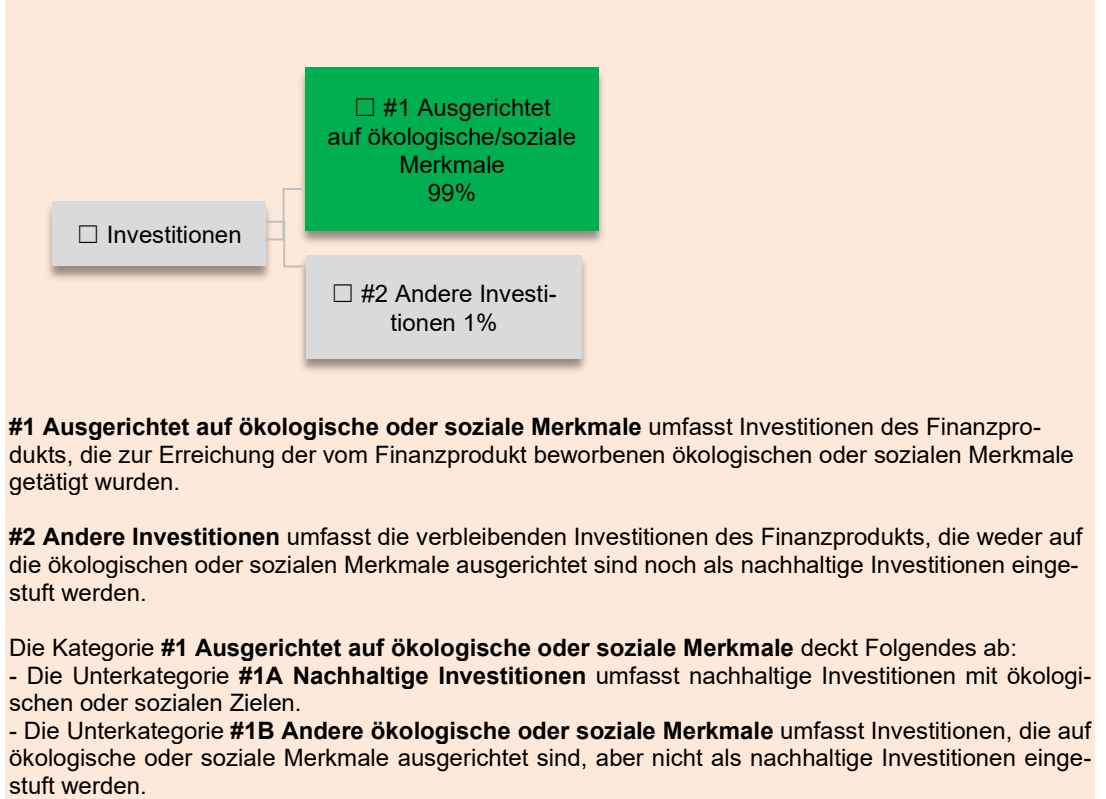 ☐ #1 Ausgerichtet
auf ökologische/soziale
Merkmale
99%
☐ Investitionen
☐ #2 Andere Investi-
tionen 1%
#1 Ausgerichtet auf ökologische oder soziale Merkmale umfasst Investitionen des Finanzpro-
dukts, die zur Erreichung der vom Finanzprodukt beworbenen ökologischen oder sozialen Merkmale
getätigt wurden.
#2 Andere Investitionen umfasst die verbleibenden Investitionen des Finanzprodukts, die weder auf
die ökologischen oder sozialen Merkmale ausgerichtet sind noch als nachhaltige Investitionen einge-
stuft werden.
Die Kategorie #1 Ausgerichtet auf ökologische oder soziale Merkmale deckt Folgendes ab:
- Die Unterkategorie #1A Nachhaltige Investitionen umfasst nachhaltige Investitionen mit ökologi-
schen oder sozialen Zielen.
- Die Unterkategorie #1B Andere ökologische oder soziale Merkmale umfasst Investitionen, die auf
ökologische oder soziale Merkmale ausgerichtet sind, aber nicht als nachhaltige Investitionen einge-
stuft werden.